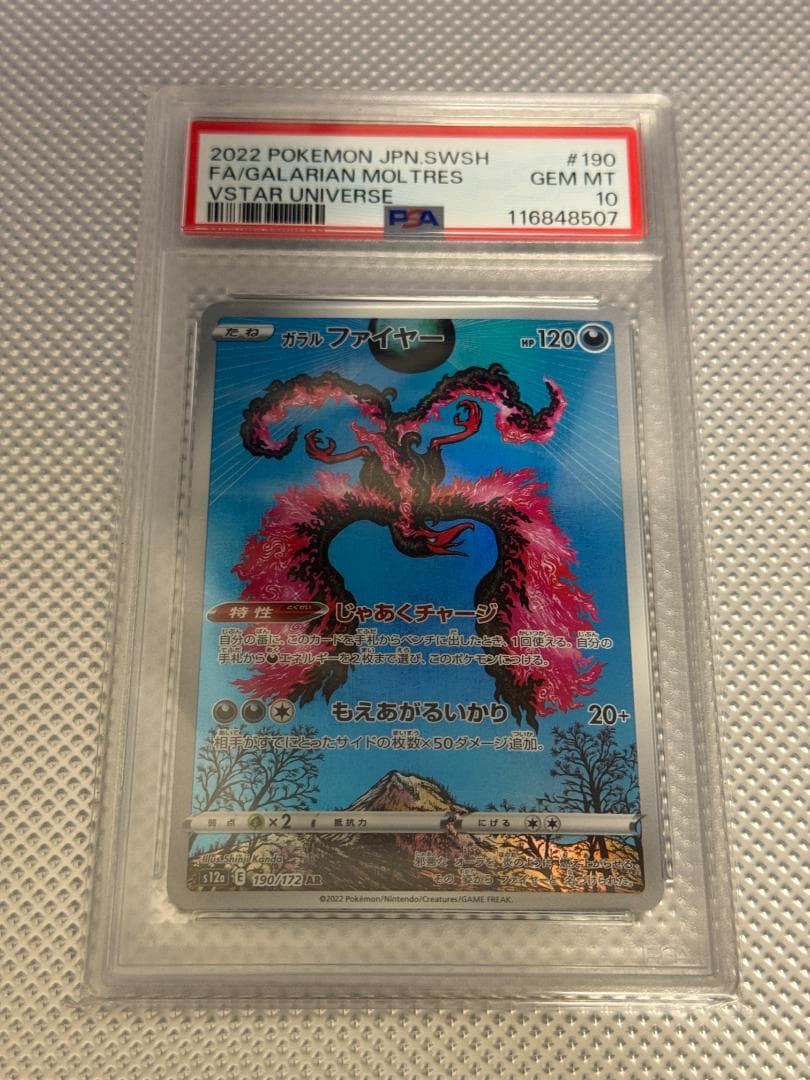 2022 POKEMON JPN.SWSH #190
FA/GALARIAN MOLTRES GEM MT
VSTAR UNIVERSE 10
PSA 116848507
たね ガラル ファイヤー HP 120
特性 とくせい じゃあくチャージ
自分の番に、このカードを手札からベンチに出したとき、1回使える。自分の
手札からエネルギーを2枚まで選び、このポケモンにつける。
もえあがるいかり 20+
相手がすでにとったサイドの枚数×50ダメージ追加。
弱点 ×2 抵抗力 にげる
Illus. Shinji Kanda
s12a E 190/172 AR
©2022 Pokémon/Nintendo/Creatures/GAME FREAK.